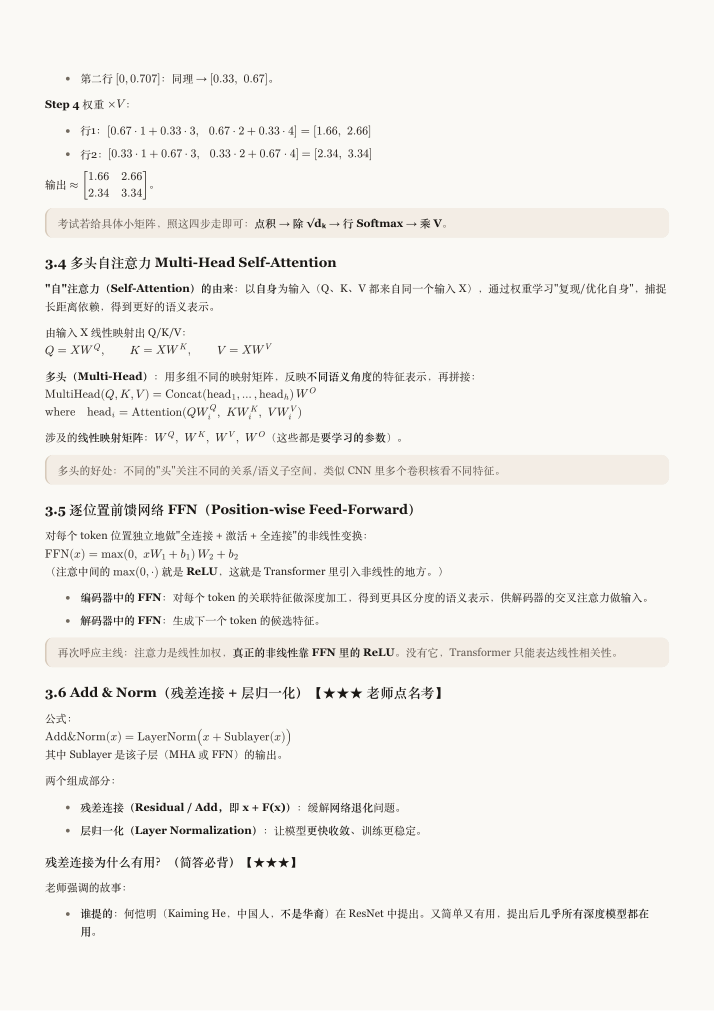 第二行 [0, 0.707]：同理 → [0.33, 0.67]。
Step 4 权重 ×V：
行1：[0.67 · 1 + 0.33 · 3, 0.67 · 2 + 0.33 · 4] = [1.66, 2.66]
行2：[0.33 · 1 + 0.67 · 3, 0.33 · 2 + 0.67 · 4] = [2.34, 3.34]
输出 ≈ [1.66 2.66
2.34 3.34]。
考试若给具体小矩阵，照这四步走即可：点积 → 除 √dₖ → 行 Softmax → 乘 V。
3.4 多头自注意力 Multi-Head Self-Attention
"自"注意力（Self-Attention）的由来：以自身为输入（Q、K、V 都来自同一个输入 X），通过权重学习"复现/优化自身"，捕捉
长距离依赖，得到更好的语义表示。
由输入 X 线性映射出 Q/K/V：
Q = XW^Q, K = XW^K, V = XW^V
多头（Multi-Head）：用多组不同的映射矩阵，反映不同语义角度的特征表示，再拼接：
MultiHead(Q, K, V) = Concat(head₁, … , head_h) W^O
where head_i = Attention(QW_i^Q, KW_i^K, VW_i^V)
涉及的线性映射矩阵：W^Q, W^K, W^V, W^O（这些都是要学习的参数）。
多头的好处：不同的"头"关注不同的关系/语义子空间，类似 CNN 里多个卷积核看不同特征。
3.5 逐位置前馈网络 FFN（Position-wise Feed-Forward）
对每个 token 位置独立地做"全连接 + 激活 + 全连接"的非线性变换：
FFN(x) = max(0, xW₁ + b₁) W₂ + b₂
（注意中间的 max(0, ·) 就是 ReLU，这就是 Transformer 里引入非线性的地方。）
编码器中的 FFN：对每个 token 的关联特征做深度加工，得到更具区分度的语义表示，供解码器的交叉注意力做输入。
解码器中的 FFN：生成下一个 token 的候选特征。
再次呼应主线：注意力是线性加权，真正的非线性靠 FFN 里的 ReLU。没有它，Transformer 只能表达线性相关性。
3.6 Add & Norm（残差连接 + 层归一化）【★★★ 老师点名考】
公式：
Add&Norm(x) = LayerNorm(x + Sublayer(x))
其中 Sublayer 是该子层（MHA 或 FFN）的输出。
两个组成部分：
残差连接（Residual / Add，即 x + F(x)）：缓解网络退化问题。
层归一化（Layer Normalization）：让模型更快收敛、训练更稳定。
残差连接为什么有用？（简答必背）【★★★】
老师强调的故事：
谁提的：何恺明（Kaiming He，中国人，不是华裔）在 ResNet 中提出。又简单又有用，提出后几乎所有深度模型都在
用。